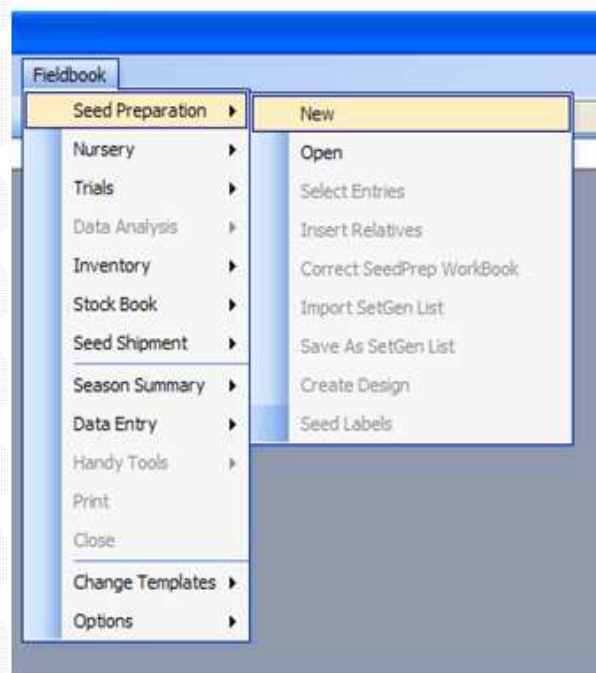 Fieldbook
Seed Preparation
Nursery
Trials
Data Analysis
Inventory
Stock Book
Seed Shipment
Season Summary
Data Entry
Handy Tools
Print
Close
Change Templates
Options
New
Open
Select Entries
Insert Relatives
Correct SeedPrep WorkBook
Import SetGen List
Save As SetGen List
Create Design
Seed Labels